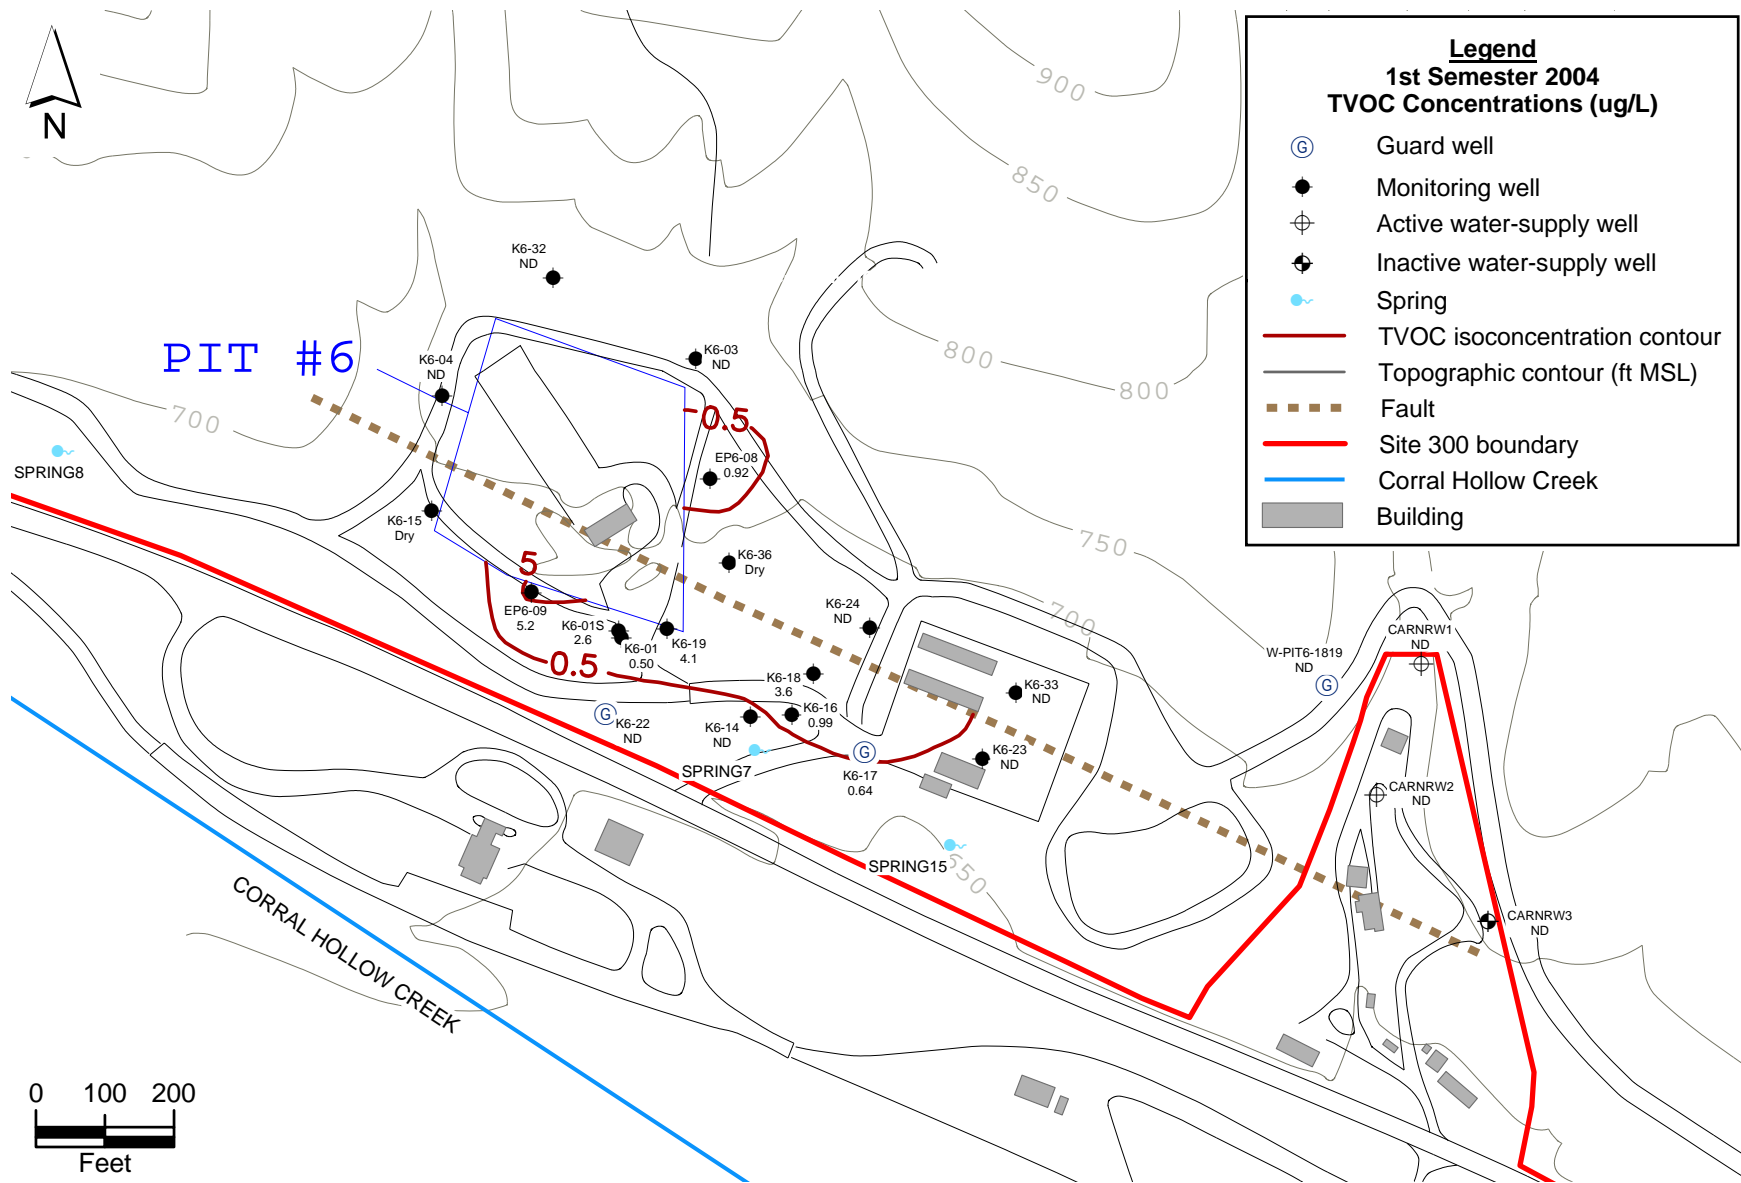 N
Legend
1st Semester 2004
TVOC Concentrations (ug/L)
G Guard well
Monitoring well
Active water-supply well
Inactive water-supply well
Spring
TVOC isoconcentration contour
Topographic contour (ft MSL)
Fault
Site 300 boundary
Corral Hollow Creek
Building
900
850
800
800
750
700
700
650
PIT #6
K6-32
ND
K6-04
ND
K6-03
ND
0.5
EP6-08
0.92
SPRING8
K6-15
Dry
5
K6-36
Dry
EP6-09
5.2
K6-01S
2.6
K6-01
0.50
K6-19
4.1
K6-24
ND
0.5
K6-18
3.6
K6-16
0.99
K6-14
ND
G
K6-22
ND
K6-33
ND
K6-23
ND
G
K6-17
0.64
SPRING7
SPRING15
W-PIT6-1819
ND
G
CARNRW1
ND
CARNRW2
ND
CARNRW3
ND
CORRAL HOLLOW CREEK
0 100 200
Feet